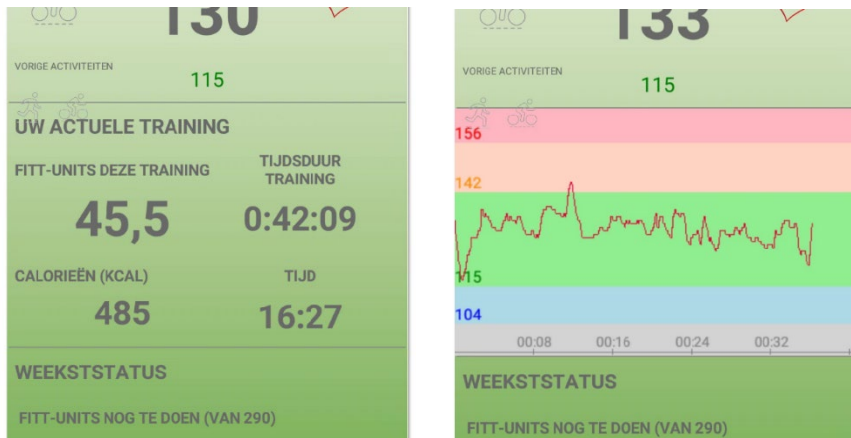 130
VORIGE ACTIVITEITEN
115
UW ACTUELE TRAINING
FITT-UNITS DEZE TRAINING
TIJDSDUUR
TRAINING
45,5
0:42:09
CALORIEËN (KCAL)
TIJD
485
16:27
WEEKSTSTATUS
FITT-UNITS NOG TE DOEN (VAN 290)
133
VORIGE ACTIVITEITEN
115
156
142
115
104
00:08 00:16 00:24 00:32
WEEKSTSTATUS
FITT-UNITS NOG TE DOEN (VAN 290)